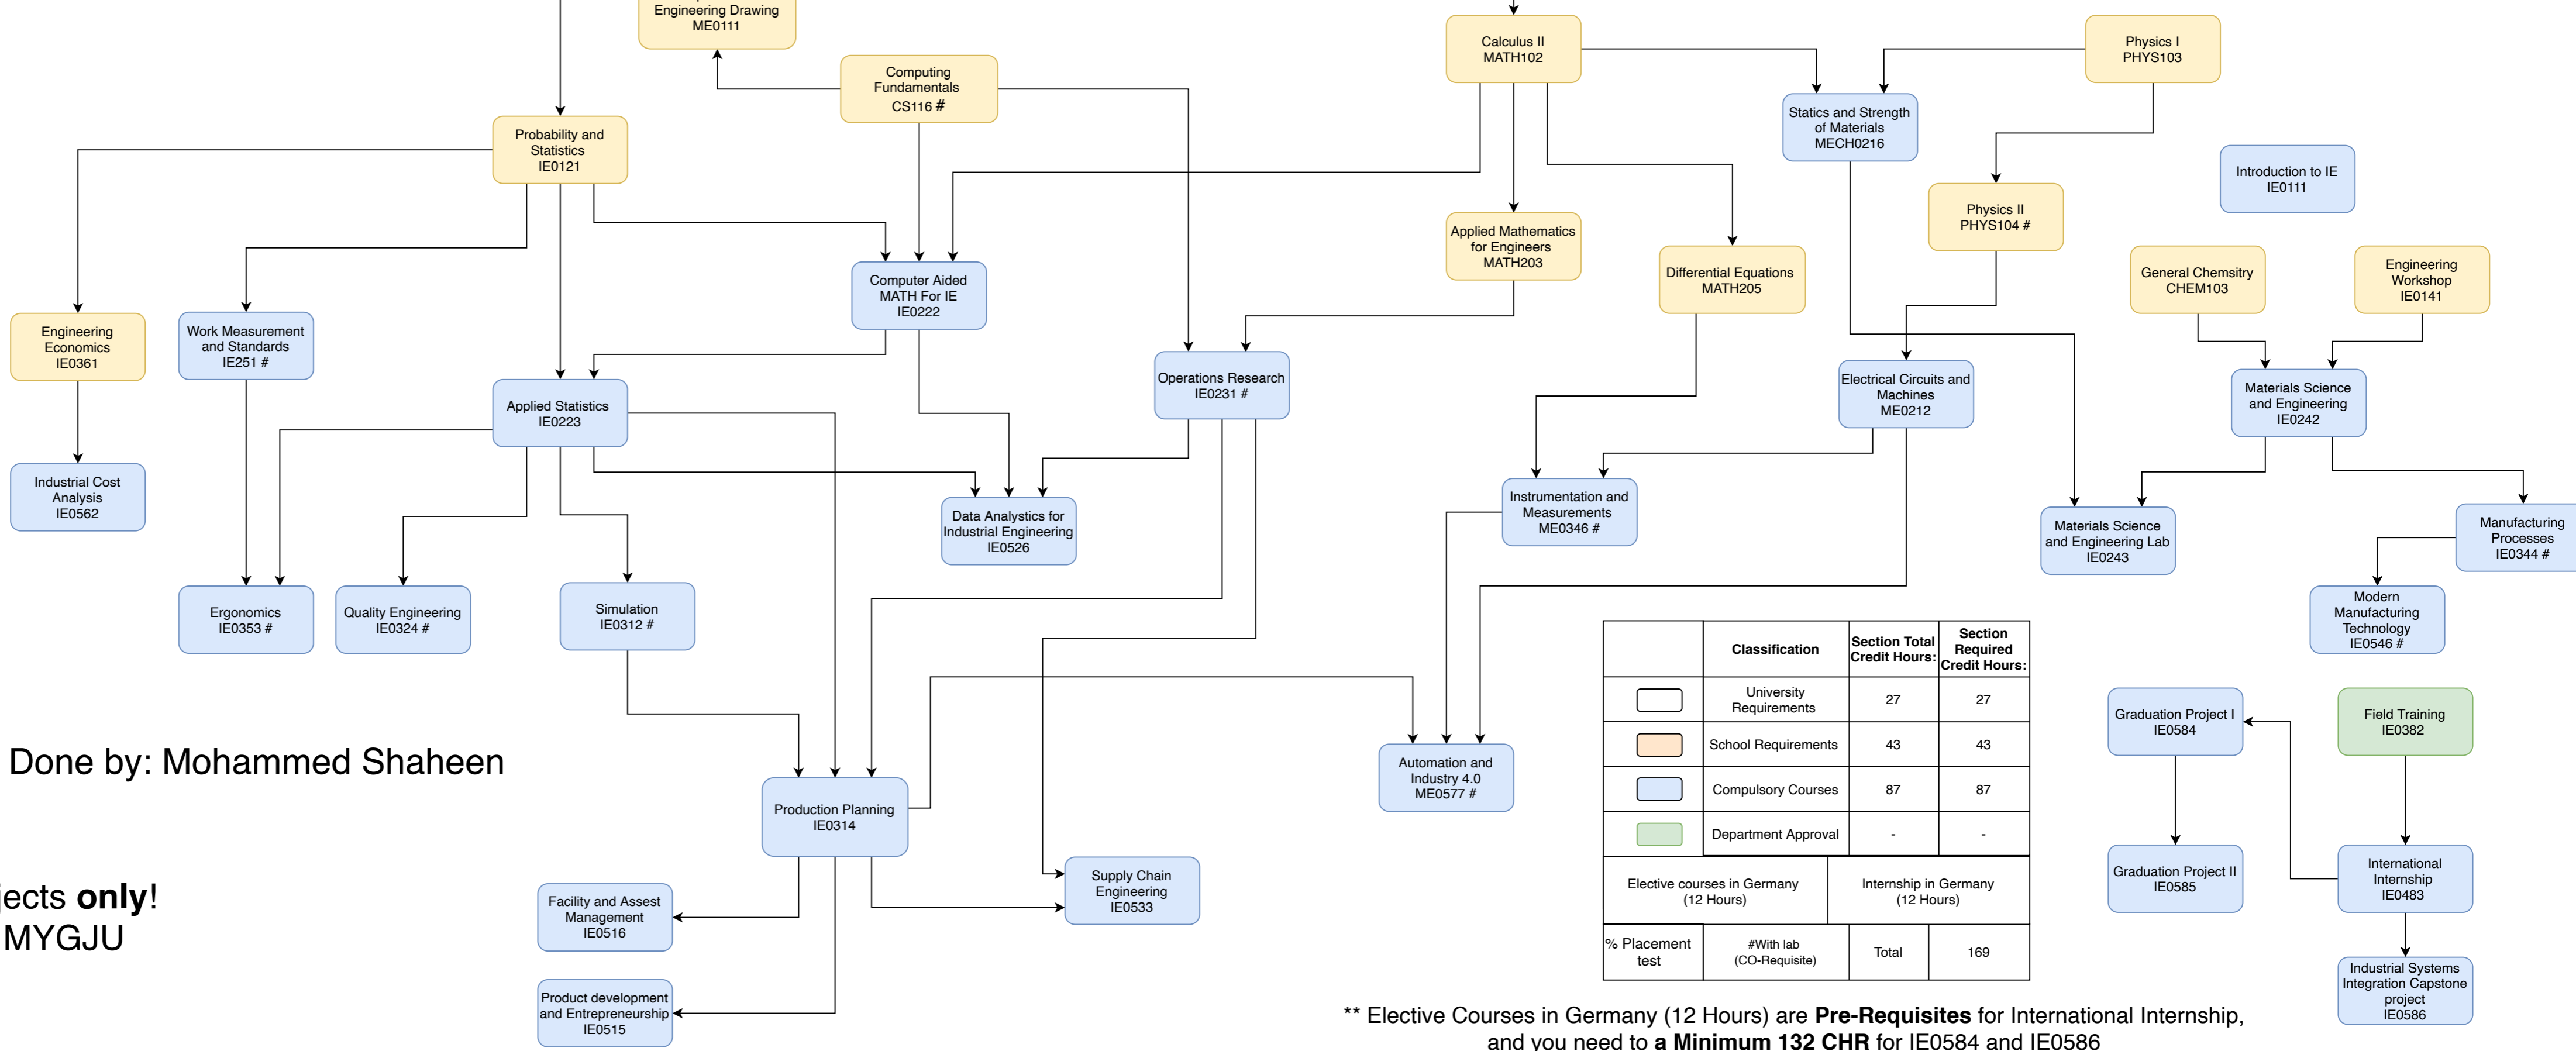 Engineering Drawing
ME0111
Computing
Fundamentals
CS116 #
Calculus II
MATH102
Physics I
PHYS103
Probability and
Statistics
IE0121
Statics and Strength
of Materials
MECH0216
Introduction to IE
IE0111
Physics II
PHYS104 #
Applied Mathematics
for Engineers
MATH203
Differential Equations
MATH205
General Chemsitry
CHEM103
Engineering
Workshop
IE0141
Computer Aided
MATH For IE
IE0222
Engineering
Economics
IE0361
Work Measurement
and Standards
IE251 #
Applied Statistics
IE0223
Operations Research
IE0231 #
Electrical Circuits and
Machines
ME0212
Materials Science
and Engineering
IE0242
Industrial Cost
Analysis
IE0562
Data Analystics for
Industrial Engineering
IE0526
Instrumentation and
Measurements
ME0346 #
Materials Science
and Engineering Lab
IE0243
Manufacturing
Processes
IE0344 #
Ergonomics
IE0353 #
Quality Engineering
IE0324 #
Simulation
IE0312 #
Modern
Manufacturing
Technology
IE0546 #
Classification
Section Total
Credit Hours:
Section
Required
Credit Hours:
University
Requirements
27
27
School Requirements
43
43
Compulsory Courses
87
87
Department Approval
-
-
Elective courses in Germany
(12 Hours)
Internship in Germany
(12 Hours)
% Placement
test
#With lab
(CO-Requisite)
Total
169
Graduation Project I
IE0584
Field Training
IE0382
Done by: Mohammed Shaheen
Production Planning
IE0314
Automation and
Industry 4.0
ME0577 #
Graduation Project II
IE0585
International
Internship
IE0483
jects only!
MYGJU
Facility and Assest
Management
IE0516
Supply Chain
Engineering
IE0533
Product development
and Entrepreneurship
IE0515
Industrial Systems
Integration Capstone
project
IE0586
** Elective Courses in Germany (12 Hours) are Pre-Requisites for International Internship,
and you need to a Minimum 132 CHR for IE0584 and IE0586